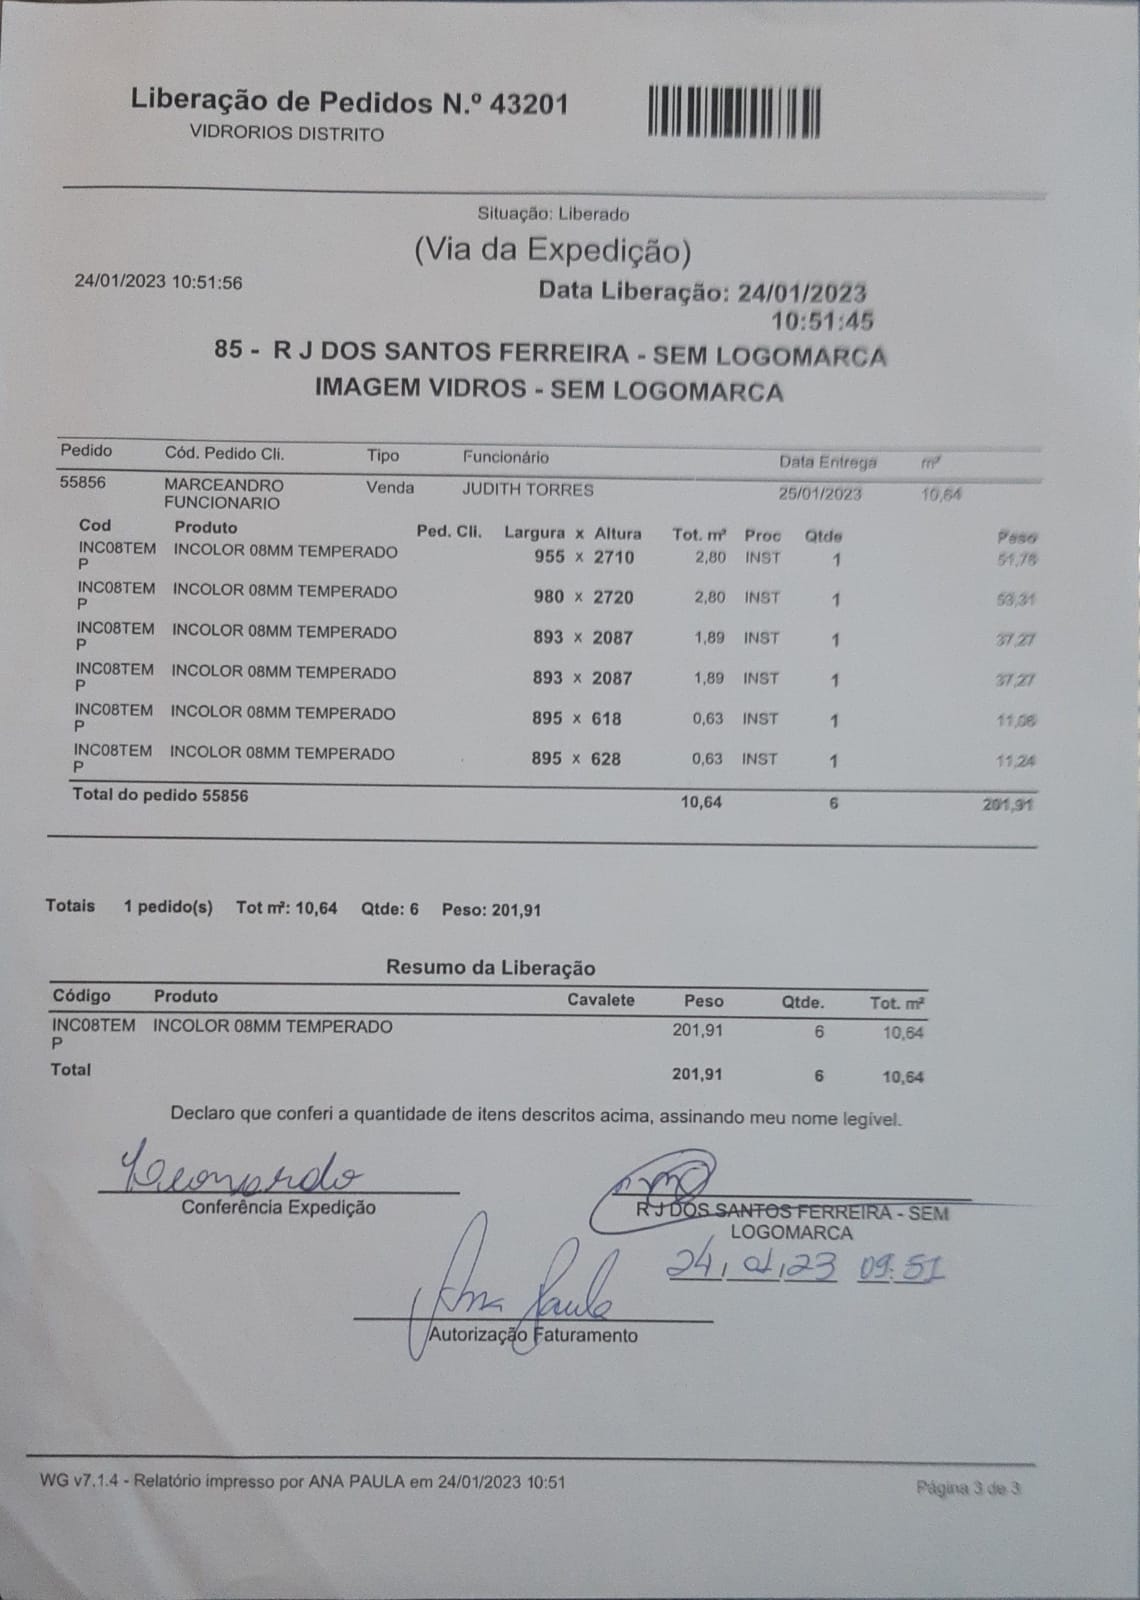 Liberação de Pedidos N.º 43201
VIDRORIOS DISTRITO
Situação: Liberado
(Via da Expedição)
24/01/2023 10:51:56
Data Liberação: 24/01/2023
10:51:45
85 - R J DOS SANTOS FERREIRA - SEM LOGOMARCA
IMAGEM VIDROS - SEM LOGOMARCA
Pedido Cód. Pedido Cli. Tipo Funcionário Data Entrega m²
55856 MARCEANDRO Venda JUDITH TORRES 25/01/2023 10,64
FUNCIONARIO
Cod Produto Ped. Cli. Largura x Altura Tot. m² Proc Qtde Peso
INC08TEM INCOLOR 08MM TEMPERADO 955 x 2710 2,80 INST 1 51,76
P
INC08TEM INCOLOR 08MM TEMPERADO 980 x 2720 2,80 INST 1 53,31
P
INC08TEM INCOLOR 08MM TEMPERADO 893 x 2087 1,89 INST 1 37,27
P
INC08TEM INCOLOR 08MM TEMPERADO 893 x 2087 1,89 INST 1 37,27
P
INC08TEM INCOLOR 08MM TEMPERADO 895 x 618 0,63 INST 1 11,06
P
INC08TEM INCOLOR 08MM TEMPERADO 895 x 628 0,63 INST 1 11,24
P
Total do pedido 55856 10,64 6 201,91
Totais 1 pedido(s) Tot m²: 10,64 Qtde: 6 Peso: 201,91
Resumo da Liberação
Código Produto Cavalete Peso Qtde. Tot. m²
INC08TEM INCOLOR 08MM TEMPERADO 201,91 6 10,64
P
Total 201,91 6 10,64
Declaro que conferi a quantidade de itens descritos acima, assinando meu nome legível.
Leonardo
Conferência Expedição
R J DOS SANTOS FERREIRA - SEM
LOGOMARCA
24,01,23 09:51
Ana Paula
Autorização Faturamento
WG v7.1.4 - Relatório impresso por ANA PAULA em 24/01/2023 10:51
Página 3 de 3